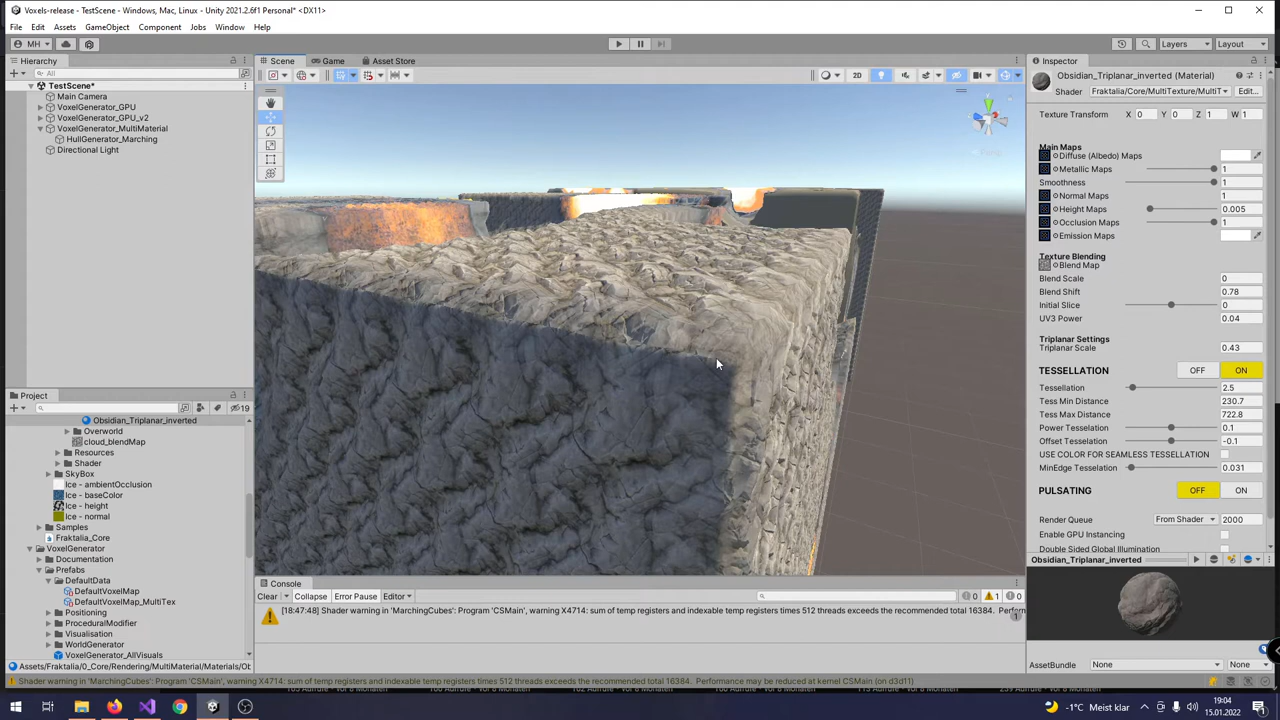 Voxels-release - TestScene - Windows, Mac, Linux - Unity 2021.2.6f1 Personal* <DX11>
File Edit Assets GameObject Component Jobs Window Help
MH
Layers Layout
Hierarchy
All
TestScene*
Main Camera
VoxelGenerator_GPU
VoxelGenerator_GPU_v2
VoxelGenerator_MultiMaterial
HullGenerator_Marching
Directional Light
Scene Game Asset Store
2D
Inspector
Obsidian_Triplanar_inverted (Material)
Shader Fraktalia/Core/MultiTexture/MultiT Edit...
Texture Transform X 0 Y 0 Z 1 W 1
Main Maps
Diffuse (Albedo) Maps
Metallic Maps 1
Smoothness 1
Normal Maps 1
Height Maps 0.005
Occlusion Maps 1
Emission Maps
Texture Blending
Blend Map
Blend Scale 0
Blend Shift 0.78
Initial Slice 0
UV3 Power 0.04
Triplanar Settings
Triplanar Scale 0.43
TESSELLATION OFF ON
Tessellation 2.5
Tess Min Distance 230.7
Tess Max Distance 722.8
Power Tesselation 0.1
Offset Tesselation -0.1
USE COLOR FOR SEAMLESS TESSELLATION
MinEdge Tesselation 0.031
PULSATING OFF ON
Render Queue From Shader 2000
Enable GPU Instancing
Double Sided Global Illumination
Obsidian_Triplanar_inverted
AssetBundle None None
Project
19
Obsidian_Triplanar_inverted
Overworld
cloud_blendMap
Resources
Shader
SkyBox
Ice - ambientOcclusion
Ice - baseColor
Ice - height
Ice - normal
Samples
Fraktalia_Core
VoxelGenerator
Documentation
Prefabs
DefaultData
DefaultVoxelMap
DefaultVoxelMap_MultiTex
Positioning
ProceduralModifier
Visualisation
WorldGenerator
VoxelGenerator_AllVisuals
Assets/Fraktalia/0_Core/Rendering/MultiMaterial/Materials/Ob
Console
Clear Collapse Error Pause Editor 0 1 0
[18:47:48] Shader warning in 'MarchingCubes': Program 'CSMain', warning X4714: sum of temp registers and indexable temp registers times 512 threads exceeds the recommended total 16384. Perform
1
Shader warning in 'MarchingCubes': Program 'CSMain', warning X4714: sum of temp registers and indexable temp registers times 512 threads exceeds the recommended total 16384. Performance may be reduced at kernel CSMain (on d3d11)
-1°C Meist klar 19:04
15.01.2022